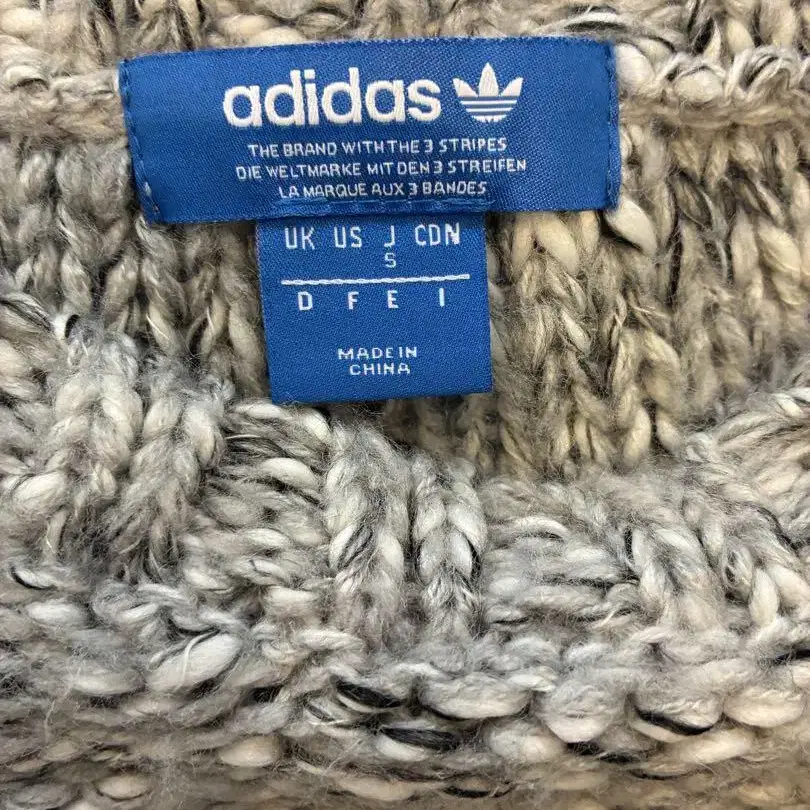 adidas
THE BRAND WITH THE 3 STRIPES
DIE WELTMARKE MIT DEN 3 STREIFEN
LA MARQUE AUX 3 BANDES
UK US J CDN
S
D F E I
MADE IN
CHINA